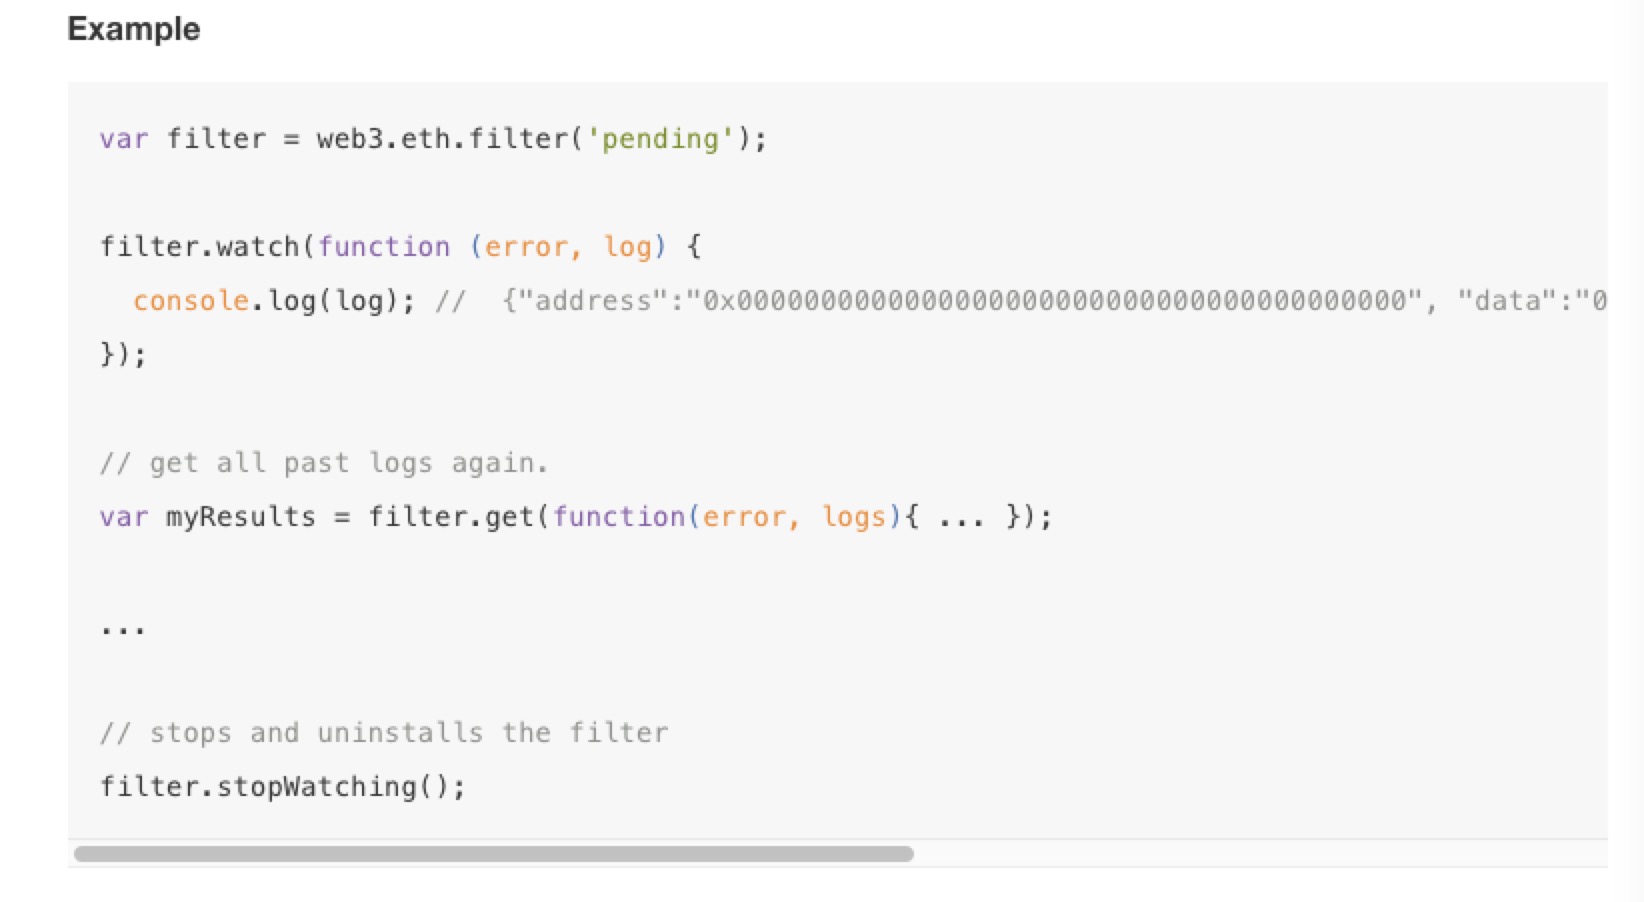 Example
var filter = web3.eth.filter('pending');
filter.watch(function (error, log) {
console.log(log); //  {"address":"0x0000000000000000000000000000000000000000", "data":"0
});
// get all past logs again.
var myResults = filter.get(function(error, logs){ ... });
...
// stops and uninstalls the filter
filter.stopWatching();